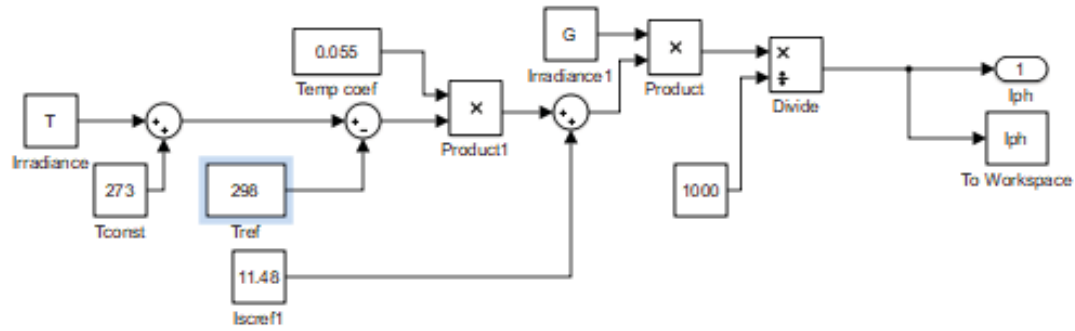 0.055
Temp coef
G
Irradiance1
×
Product
×
÷
Divide
1
Iph
T
Irradiance
+
+
+
−
×
Product1
+
+
Iph
To Workspace
273
Tconst
298
Tref
1000
11.48
Iscref1